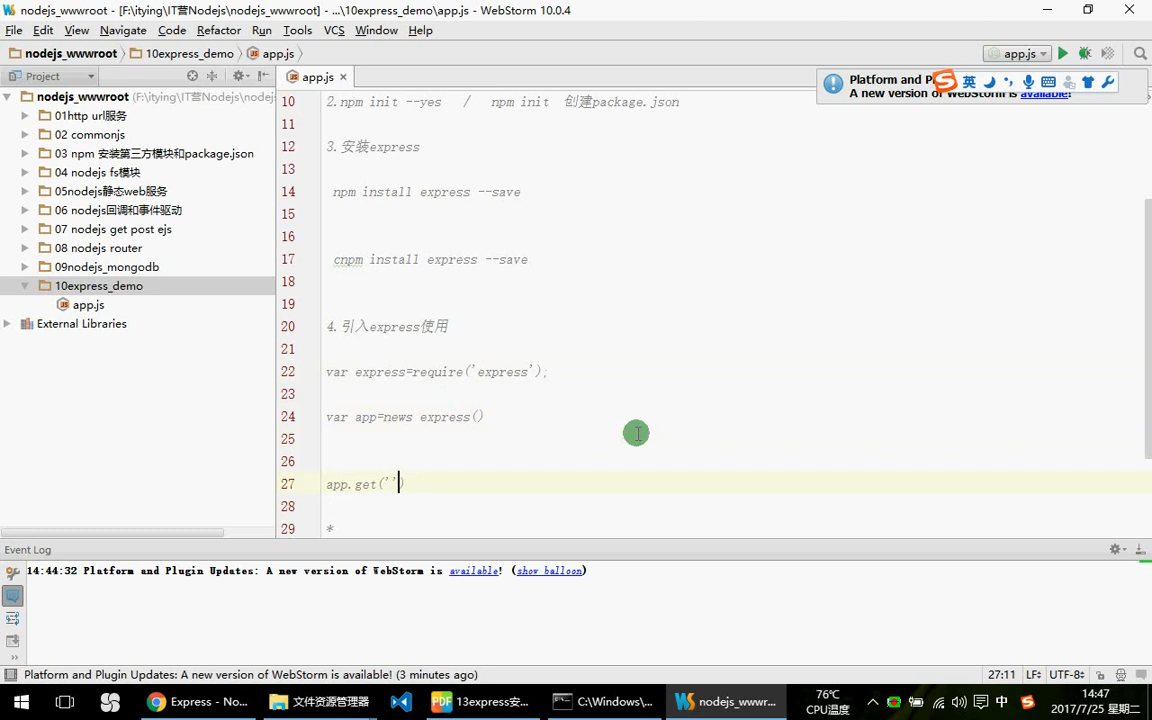 nodejs_wwwroot - [F:\itying\IT营Nodejs\nodejs_wwwroot] - ...\10express_demo\app.js - WebStorm 10.0.4
File Edit View Navigate Code Refactor Run Tools VCS Window Help
nodejs_wwwroot 10express_demo app.js app.js
Project app.js
Platform and P
A new version of WebStorm is available!
英
nodejs_wwwroot (F:\itying\IT营Nodejs\nodejs
01http url服务
02 commonjs
03 npm 安装第三方模块和package.json
04 nodejs fs模块
05nodejs静态web服务
06 nodejs回调和事件驱动
07 nodejs get post ejs
08 nodejs router
09nodejs_mongodb
10express_demo
app.js
External Libraries
10 2.npm init --yes / npm init 创建package.json
11
12 3.安装express
13
14 npm install express --save
15
16
17 cnpm install express --save
18
19
20 4.引入express使用
21
22 var express=require('express');
23
24 var app=news express()
25
26
27 app.get('')
28
29 *
Event Log
14:44:32 Platform and Plugin Updates: A new version of WebStorm is available! (show balloon)
Platform and Plugin Updates: A new version of WebStorm is available! (3 minutes ago) 27:11 LF÷ UTF-8÷
Express - No... 文件资源管理器 13express安... C:\Windows\... nodejs_wwwr... 76℃ CPU温度 中 14:47 2017/7/25 星期二